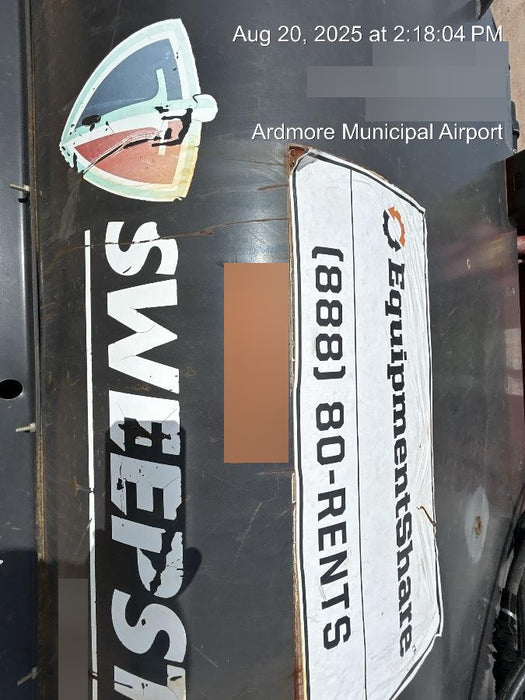 Aug 20, 2025 at 2:18:04 PM
Ardmore Municipal Airport
EquipmentShare
(888) 80-RENTS
SWEEPST